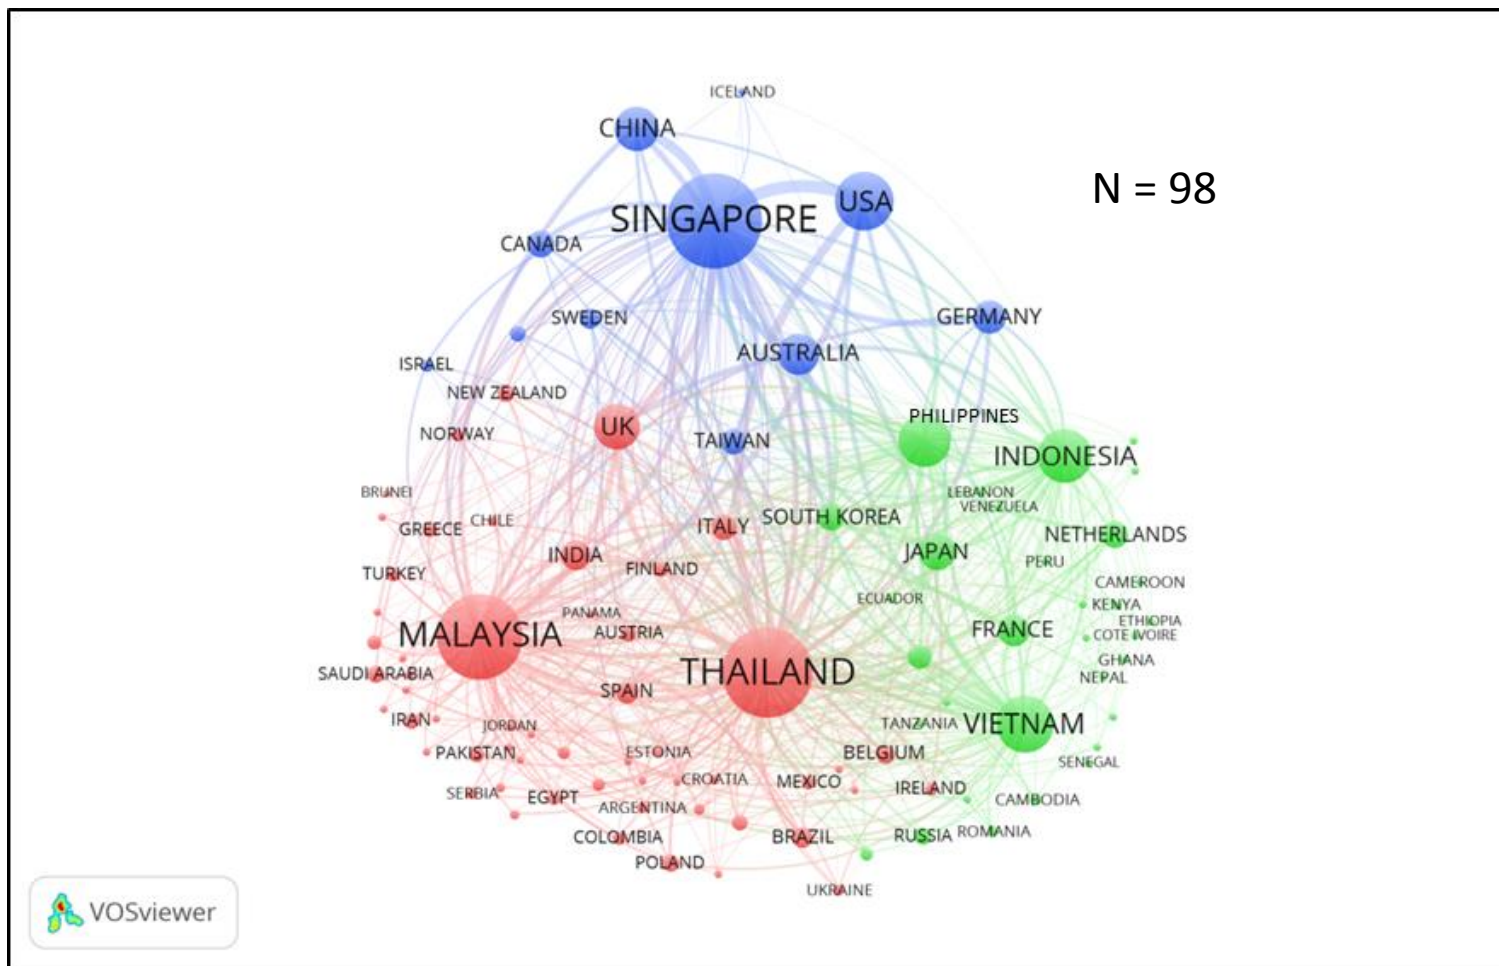 ICELAND
CHINA
N = 98
USA
SINGAPORE
CANADA
SWEDEN
GERMANY
AUSTRALIA
ISRAEL
NEW ZEALAND
PHILIPPINES
UK
NORWAY
TAIWAN
INDONESIA
BRUNEI
LEBANON
VENEZUELA
GREECE
CHILE
ITALY
SOUTH KOREA
NETHERLANDS
INDIA
JAPAN
PERU
FINLAND
TURKEY
CAMEROON
ECUADOR
KENYA
PANAMA
ETHIOPIA
MALAYSIA
AUSTRIA
FRANCE
COTE IVOIRE
GHANA
SAUDI ARABIA
THAILAND
NEPAL
SPAIN
IRAN
JORDAN
TANZANIA
VIETNAM
PAKISTAN
ESTONIA
BELGIUM
SENEGAL
CROATIA
MEXICO
IRELAND
SERBIA
EGYPT
CAMBODIA
ARGENTINA
COLOMBIA
BRAZIL
RUSSIA
ROMANIA
POLAND
UKRAINE
VOSviewer